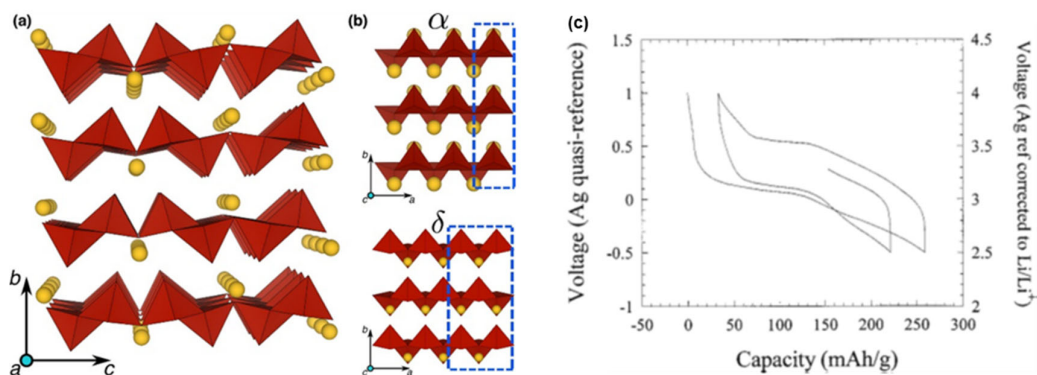 (a)
b
a
c
(b)
α
b
c
a
δ
b
c
a
(c)
Voltage (Ag quasi-reference)
1.5
1
0.5
0
-0.5
-1
-50 0 50 100 150 200 250 300
Capacity (mAh/g)
4.5
4
3.5
3
2.5
2
Voltage (Ag ref corrected to Li/Li⁺)